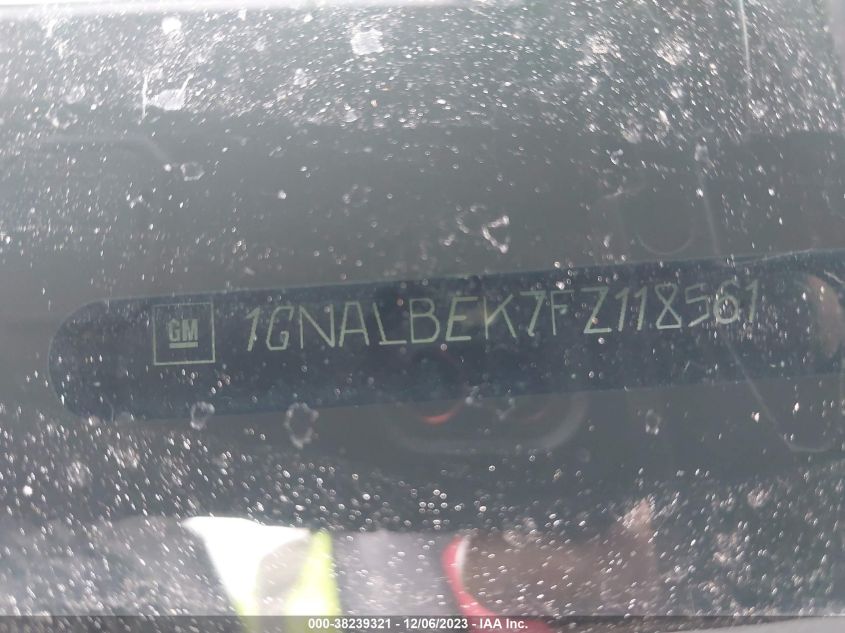 GM 1GNALBEK7FZ118561
000-38239321 - 12/06/2023 - IAA Inc.